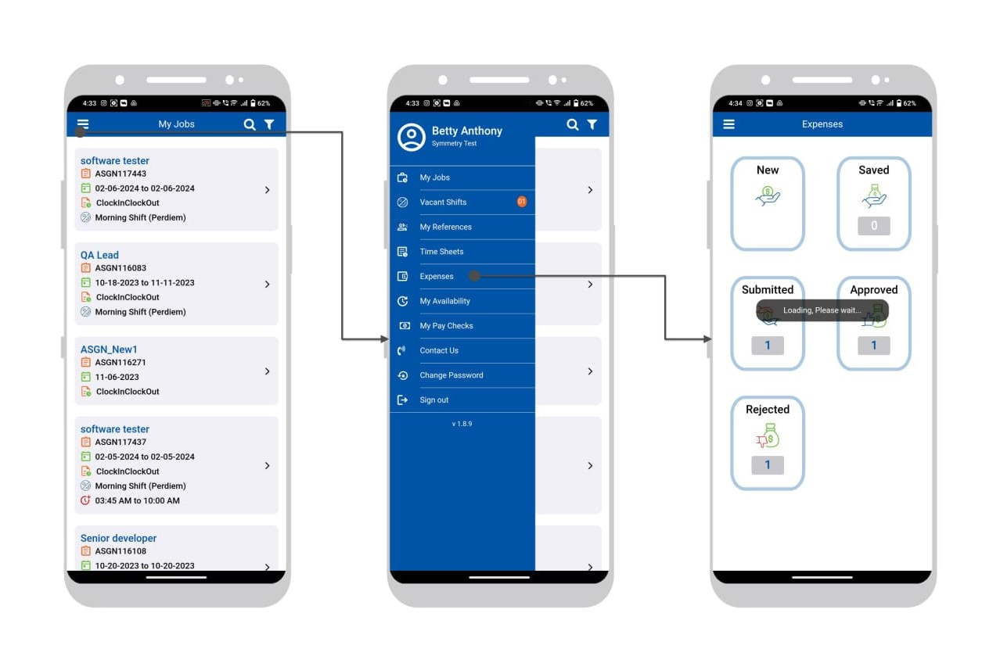 4:33
62%
My Jobs
software tester
ASGN117443
02-06-2024 to 02-06-2024
ClockInClockOut
Morning Shift (Perdiem)
QA Lead
ASGN116083
10-18-2023 to 11-11-2023
ClockInClockOut
Morning Shift (Perdiem)
ASGN_New1
ASGN116271
11-06-2023
ClockInClockOut
software tester
ASGN117437
02-05-2024 to 02-05-2024
ClockInClockOut
Morning Shift (Perdiem)
03:45 AM to 10:00 AM
Senior developer
ASGN116108
10-20-2023 to 10-20-2023
4:33
62%
Betty Anthony
Symmetry Test
My Jobs
Vacant Shifts 01
My References
Time Sheets
Expenses
My Availability
My Pay Checks
Contact Us
Change Password
Sign out
v 1.8.9
4:34
62%
Expenses
New
Saved
0
Submitted
Approved
Loading, Please wait...
1
1
Rejected
1